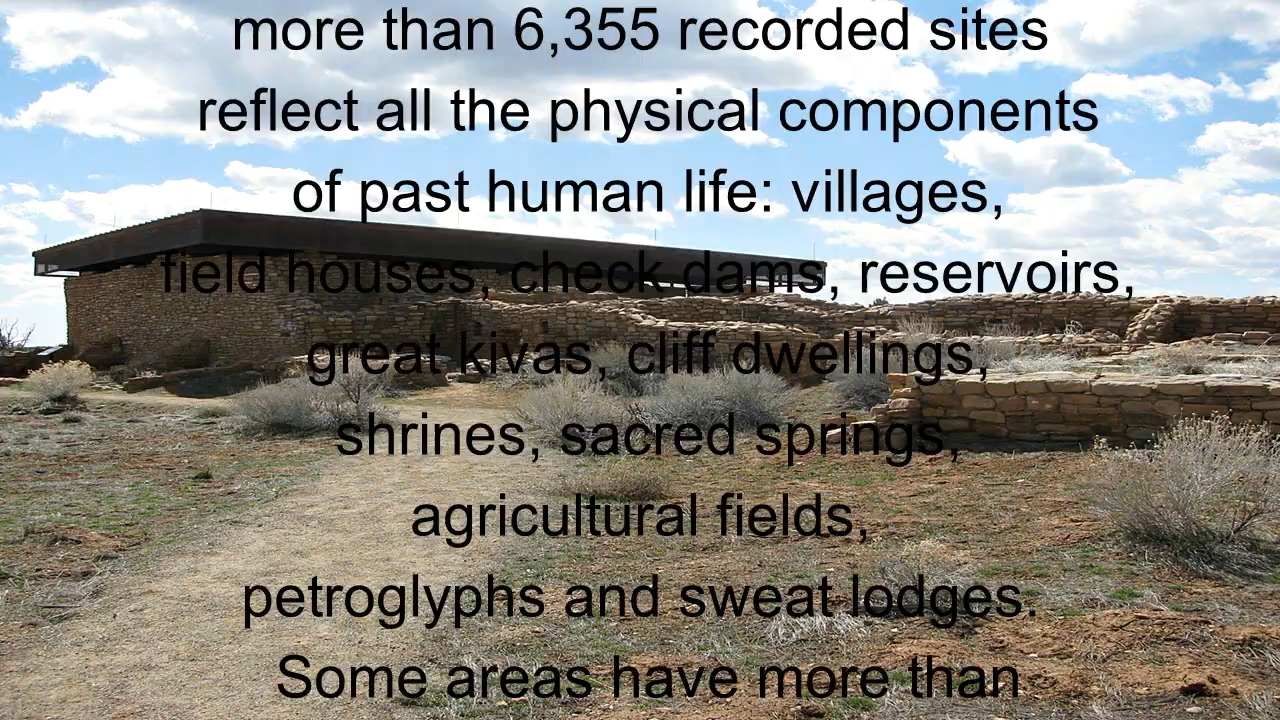 more than 6,355 recorded sites
reflect all the physical components
of past human life: villages,
field houses, check dams, reservoirs,
great kivas, cliff dwellings,
shrines, sacred springs,
agricultural fields,
petroglyphs and sweat lodges.
Some areas have more than